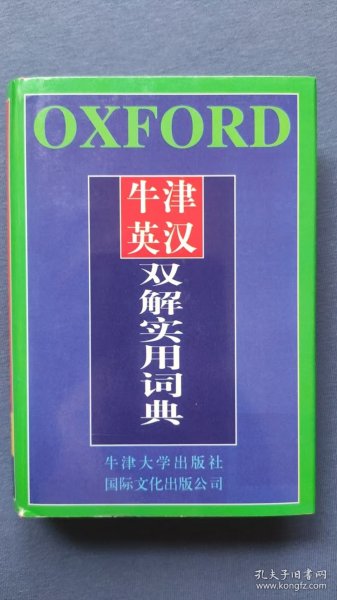 OXFORD
牛津
英汉
双解实用词典
牛津大学出版社
国际文化出版公司
孔夫子旧书网
www.kongfz.com